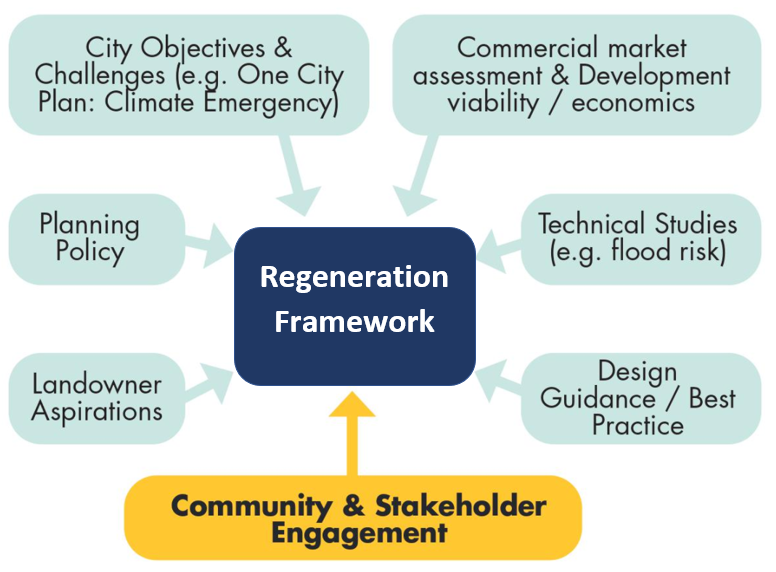 City Objectives &
Challenges (e.g. One City
Plan: Climate Emergency)
Commercial market
assessment & Development
viability / economics
Planning
Policy
Technical Studies
(e.g. flood risk)
Regeneration
Framework
Landowner
Aspirations
Design
Guidance / Best
Practice
Community & Stakeholder
Engagement